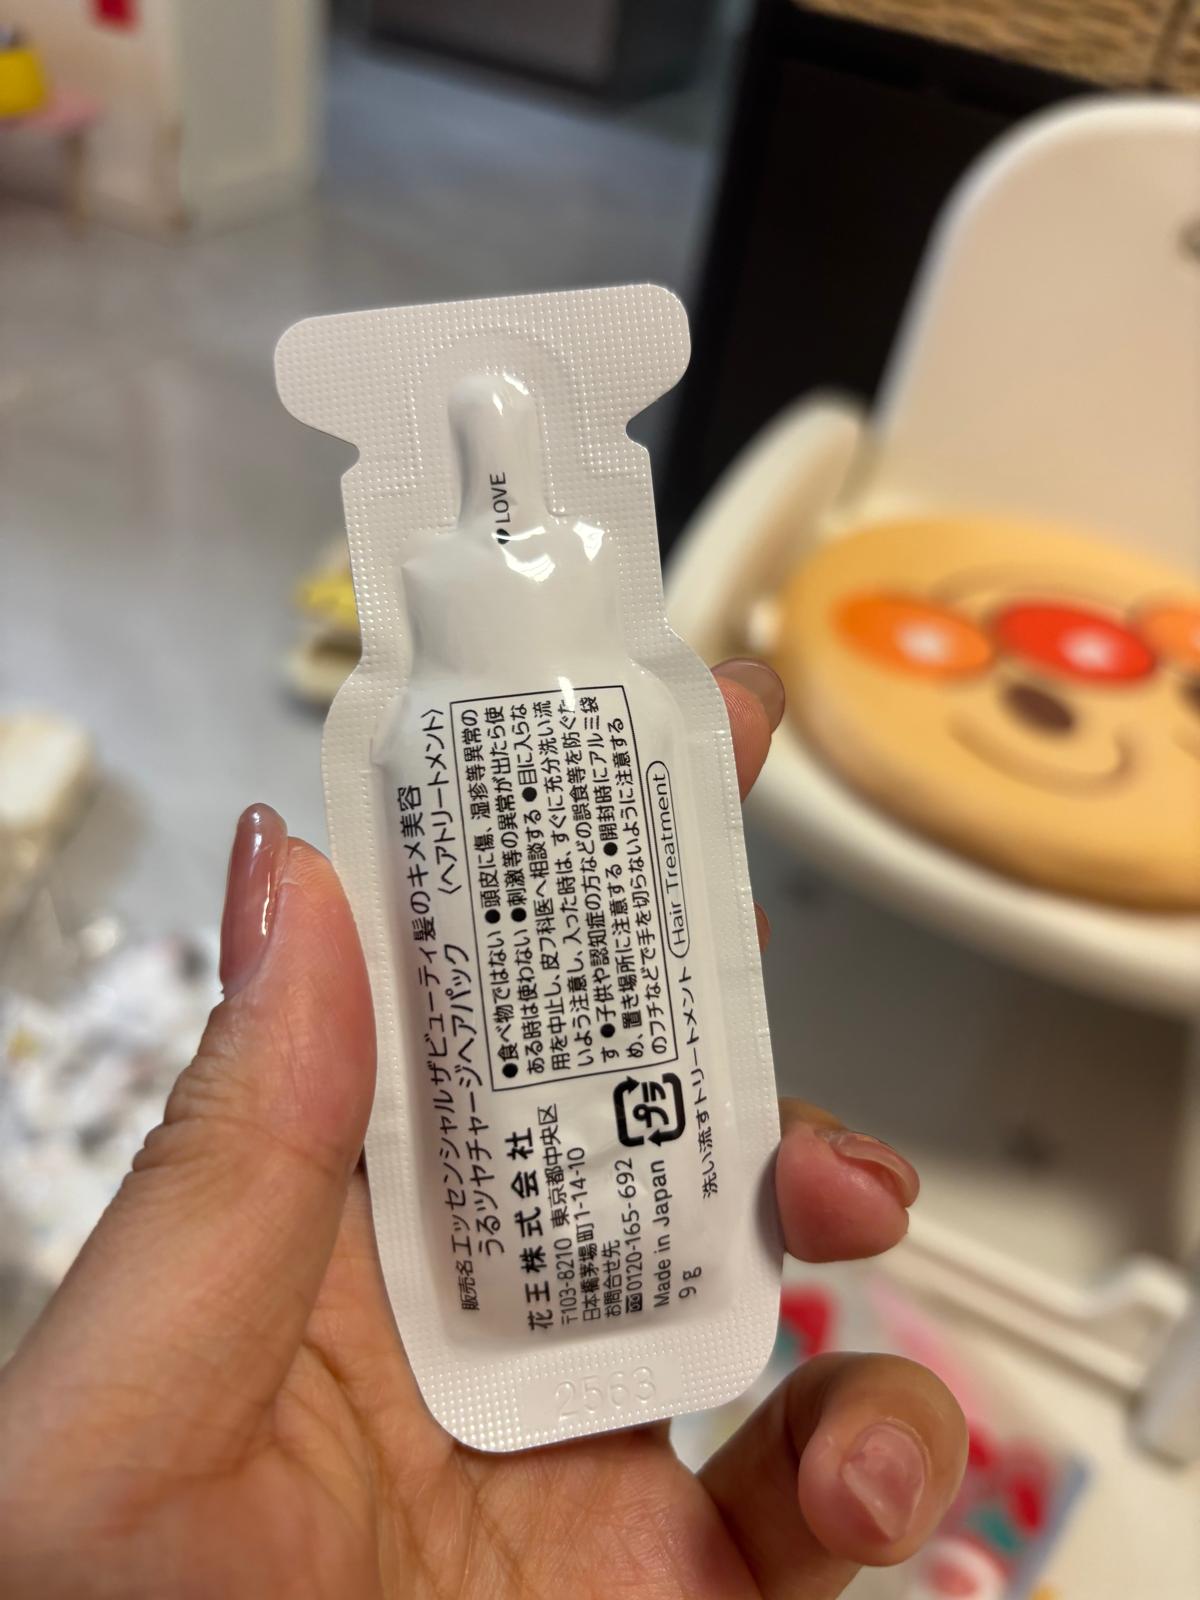 LOVE
販売名エッセンシャルザビューティ髪のキメ美容
うるツヤチャージヘアパック 〈ヘアトリートメント〉
●食べ物ではない ●頭皮に傷、湿疹等異常の
ある時は使わない ●刺激等の異常が出たら使
用を中止し、皮フ科医へ相談する ●目に入らな
いよう注意し、入った時は、すぐに充分洗い流
す ●子供や認知症の方などの誤食等を防ぐた
め、置き場所に注意する ●開封時にアルミ袋
のフチなどで手を切らないように注意する
花王株式会社
〒103-8210 東京都中央区
日本橋茅場町1-14-10
お問合せ先
0120-165-692
Made in Japan
9g
プラ
洗い流すトリートメント Hair Treatment
2563